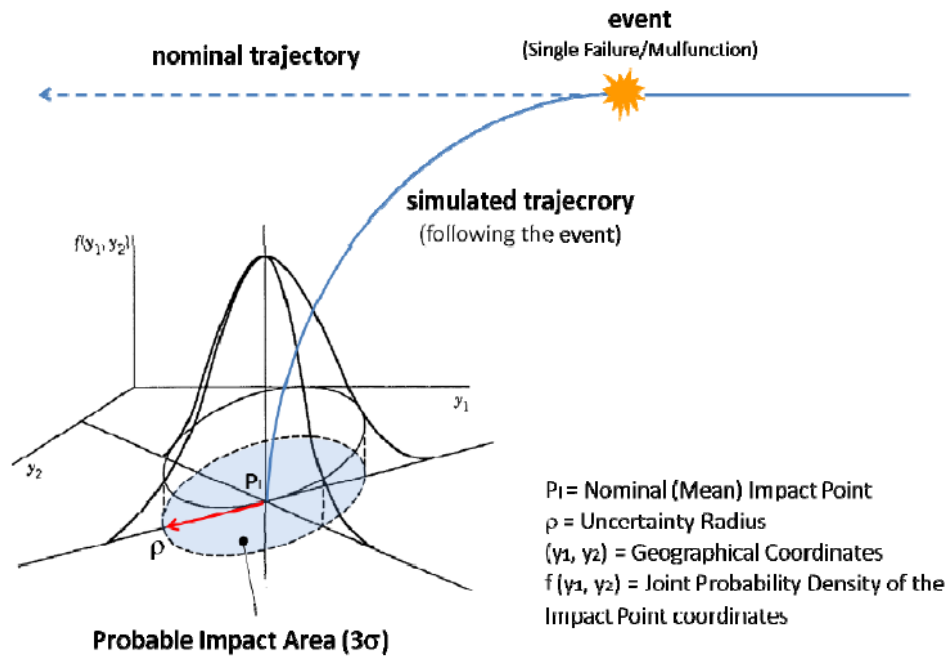 event
(Single Failure/Mulfunction)
nominal trajectory
simulated trajecrory
(following the event)
f(y₁, y₂)
y₁
y₂
P₁
ρ
P₁ = Nominal (Mean) Impact Point
ρ = Uncertainty Radius
(y₁, y₂) = Geographical Coordinates
f (y₁, y₂) = Joint Probability Density of the
Impact Point coordinates
Probable Impact Area (3σ)